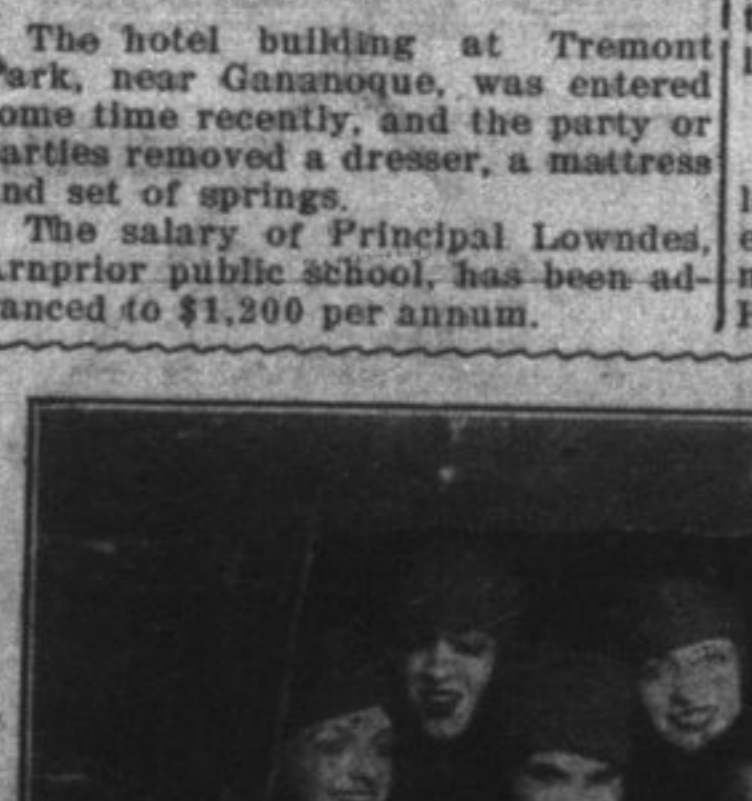 The hotel building at Tremont
Park, near Gananoque, was entered
ome time recently, and the party or
arties removed a dresser, a mattress
nd set of springs.
The salary of Principal Lowndes,
Arnprior public school, has been ad-
anced to $1,200 per annum.